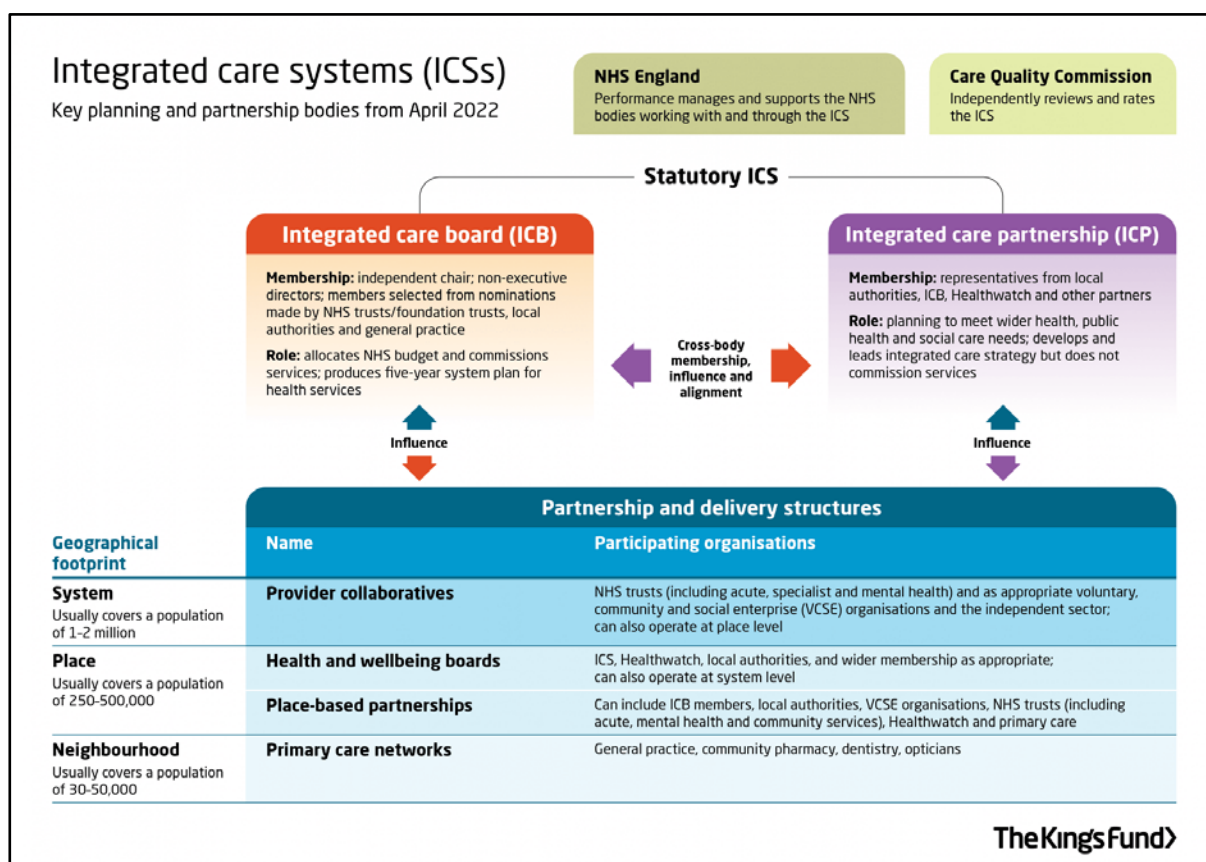 Integrated care systems (ICSs)
Key planning and partnership bodies from April 2022
NHS England
Performance manages and supports the NHS
bodies working with and through the ICS
Care Quality Commission
Independently reviews and rates
the ICS
Statutory ICS
Integrated care board (ICB)
Membership: independent chair; non-executive
directors; members selected from nominations
made by NHS trusts/foundation trusts, local
authorities and general practice
Role: allocates NHS budget and commissions
services; produces five-year system plan for
health services
Cross-body
membership,
influence and
alignment
Integrated care partnership (ICP)
Membership: representatives from local
authorities, ICB, Healthwatch and other partners
Role: planning to meet wider health, public
health and social care needs; develops and
leads integrated care strategy but does not
commission services
Influence
Influence
Partnership and delivery structures
Geographical
footprint
Name
Participating organisations
System
Usually covers a population
of 1–2 million
Provider collaboratives
NHS trusts (including acute, specialist and mental health) and as appropriate voluntary,
community and social enterprise (VCSE) organisations and the independent sector;
can also operate at place level
Place
Usually covers a population
of 250–500,000
Health and wellbeing boards
ICS, Healthwatch, local authorities, and wider membership as appropriate;
can also operate at system level
Place-based partnerships
Can include ICB members, local authorities, VCSE organisations, NHS trusts (including
acute, mental health and community services), Healthwatch and primary care
Neighbourhood
Usually covers a population
of 30–50,000
Primary care networks
General practice, community pharmacy, dentistry, opticians
TheKing'sFund>